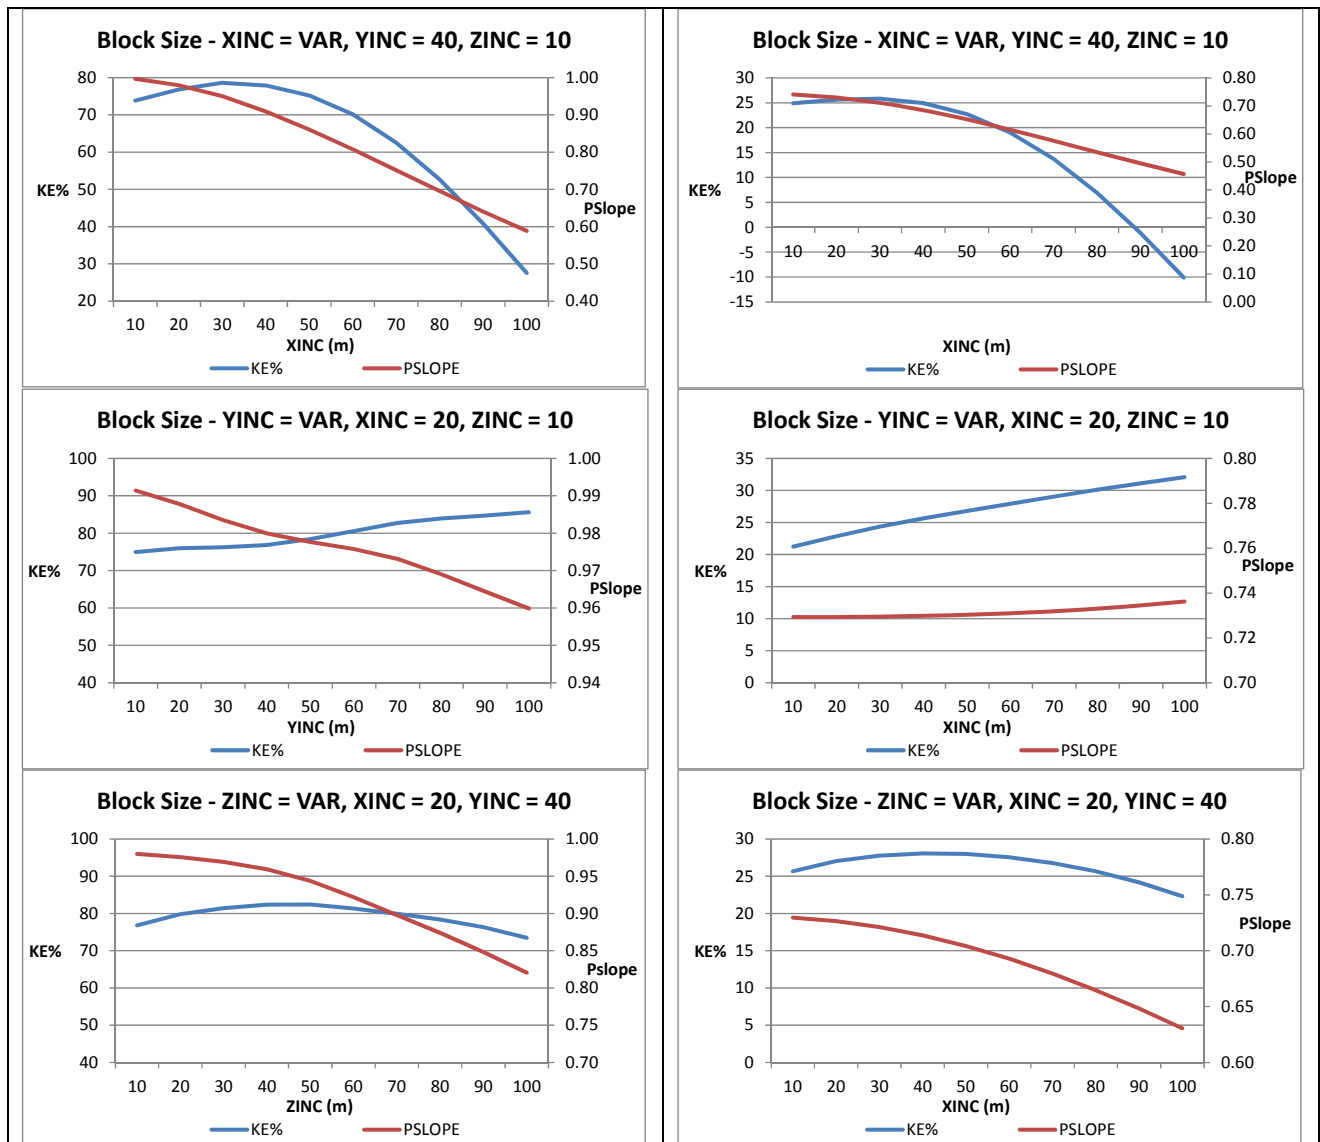 Block Size - XINC = VAR, YINC = 40, ZINC = 10
80
70
60
50
40
30
20
KE%
1.00
0.90
0.80
0.70
0.60
0.50
0.40
PSlope
10 20 30 40 50 60 70 80 90 100
XINC (m)
KE% PSLOPE
Block Size - XINC = VAR, YINC = 40, ZINC = 10
30
25
20
15
10
5
0
-5
-10
-15
KE%
0.80
0.70
0.60
0.50
0.40
0.30
0.20
0.10
0.00
PSlope
10 20 30 40 50 60 70 80 90 100
XINC (m)
KE% PSLOPE
Block Size - YINC = VAR, XINC = 20, ZINC = 10
100
90
80
70
60
50
40
KE%
1.00
0.99
0.98
0.97
0.96
0.95
0.94
PSlope
10 20 30 40 50 60 70 80 90 100
YINC (m)
KE% PSLOPE
Block Size - YINC = VAR, XINC = 20, ZINC = 10
35
30
25
20
15
10
5
0
KE%
0.80
0.78
0.76
0.74
0.72
0.70
PSlope
10 20 30 40 50 60 70 80 90 100
XINC (m)
KE% PSLOPE
Block Size - ZINC = VAR, XINC = 20, YINC = 40
100
90
80
70
60
50
40
KE%
1.00
0.95
0.90
0.85
0.80
0.75
0.70
Pslope
10 20 30 40 50 60 70 80 90 100
ZINC (m)
KE% PSLOPE
Block Size - ZINC = VAR, XINC = 20, YINC = 40
30
25
20
15
10
5
0
KE%
0.80
0.75
0.70
0.65
0.60
PSlope
10 20 30 40 50 60 70 80 90 100
XINC (m)
KE% PSLOPE